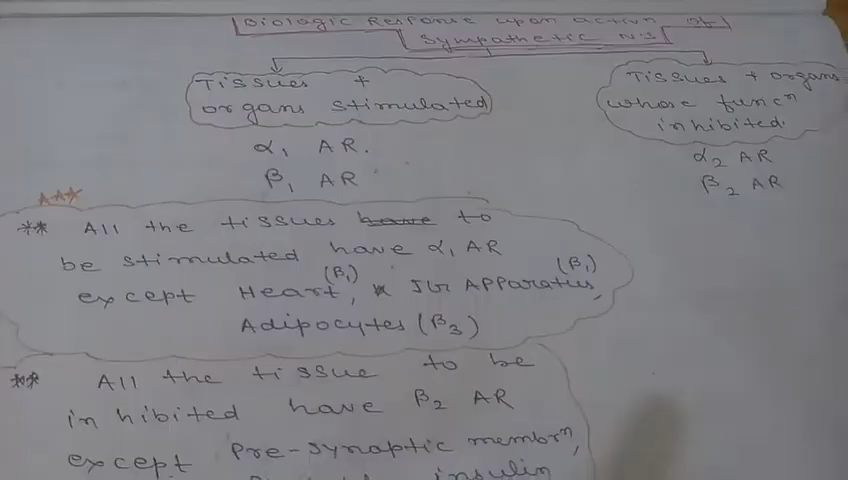 Biologic Response upon action of
Sympathetic N.S
Tissues +
organs stimulated
α₁ AR.
β₁ AR
Tissues + organs
whose funcⁿ
inhibited.
α₂ AR
β₂ AR
** All the tissues to
be stimulated have α₁ AR
except Heart (β₁), JG Apparatus (β₁),
Adipocytes (β₃)
** All the tissue to be
inhibited have β₂ AR
except Pre-synaptic membrⁿ,
insulin